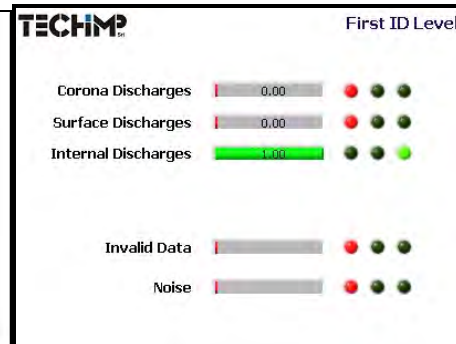 TECHIMP Srl
First ID Level
Corona Discharges 0.00
Surface Discharges 0.00
Internal Discharges 1.00
Invalid Data
Noise